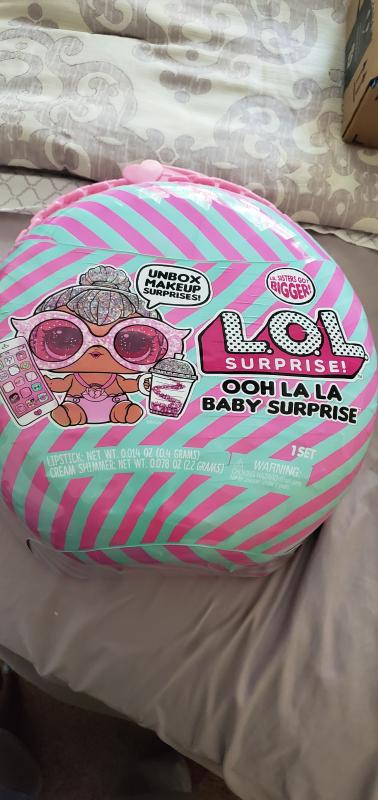 UNBOX
MAKEUP
SURPRISES!
LIL SISTERS GOT
BIGGER!
L.O.L.
SURPRISE!
OOH LA LA
BABY SURPRISE
LIPSTICK: NET WT. 0.014 OZ (0.4 GRAMS)
CREAM SHIMMER: NET WT. 0.078 OZ (2.2 GRAMS)
1 SET
WARNING: